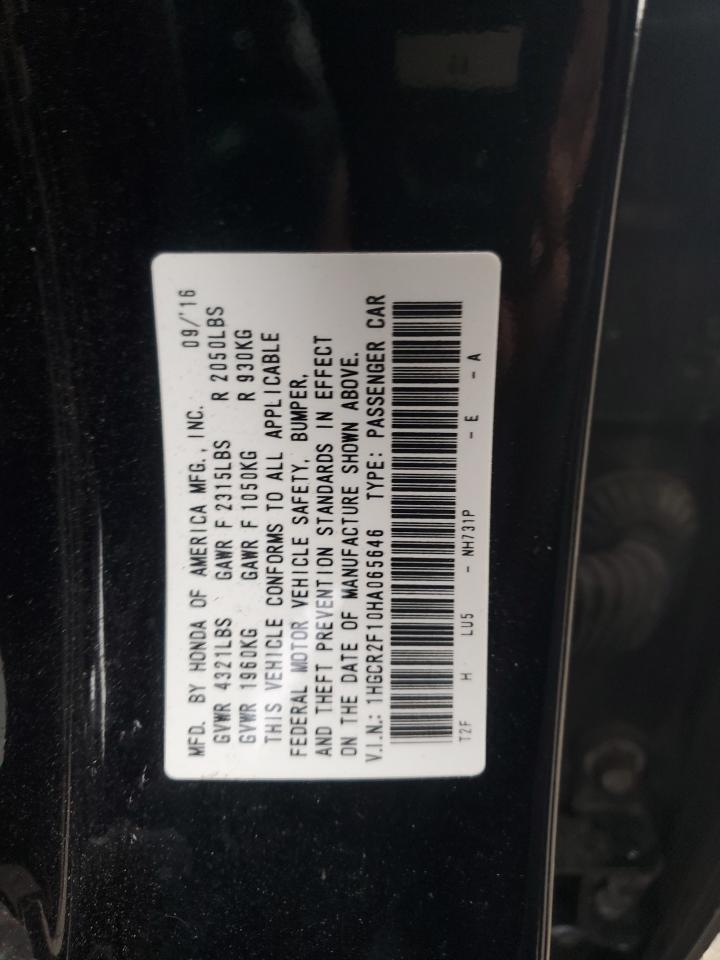 MFD. BY HONDA OF AMERICA MFG., INC. 09/'16
GVWR 4321LBS GAWR F 2315LBS R 2050LBS
GVWR 1960KG GAWR F 1050KG R 930KG
THIS VEHICLE CONFORMS TO ALL APPLICABLE
FEDERAL MOTOR VEHICLE SAFETY, BUMPER,
AND THEFT PREVENTION STANDARDS IN EFFECT
ON THE DATE OF MANUFACTURE SHOWN ABOVE.
V.I.N.: 1HGCR2F10HA065646 TYPE: PASSENGER CAR
T2F H LU5 - NH731P - E - A